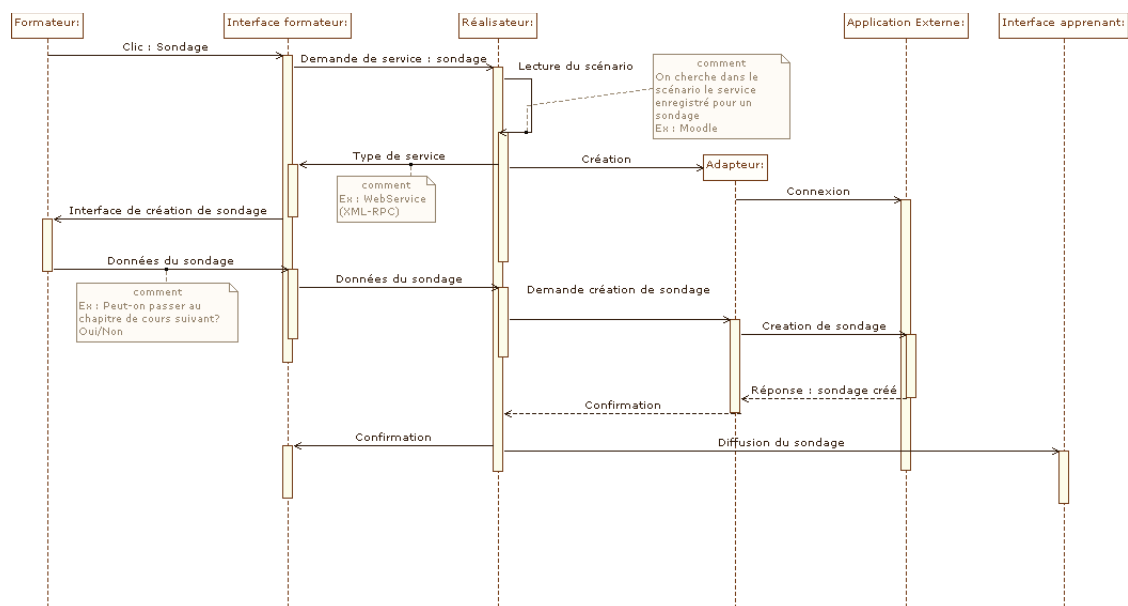 Formateur:
Interface formateur:
Réalisateur:
Application Externe:
Interface apprenant:
Clic : Sondage
Demande de service : sondage
Lecture du scénario
comment
On cherche dans le
scénario le service
enregistré pour un
sondage
Ex : Moodle
Type de service
Création
Adapteur:
comment
Ex : WebService
(XML-RPC)
Connexion
Interface de création de sondage
Données du sondage
comment
Ex : Peut-on passer au
chapitre de cours suivant?
Oui/Non
Données du sondage
Demande création de sondage
Creation de sondage
Réponse : sondage créé
Confirmation
Confirmation
Diffusion du sondage